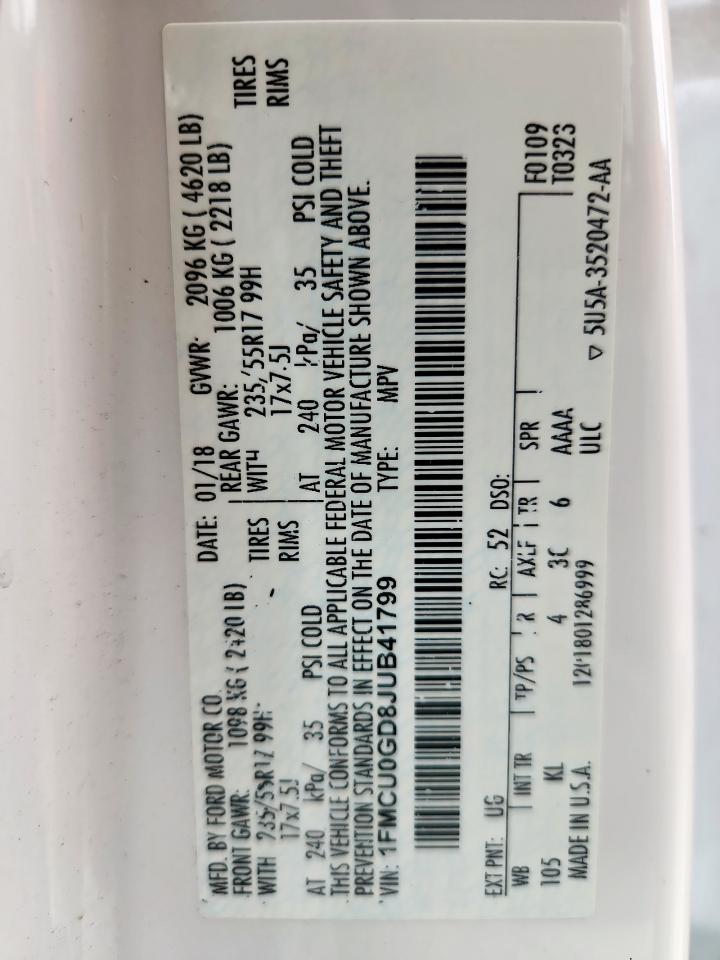 MFD. BY FORD MOTOR CO. DATE: 01/18 GVWR: 2096 KG ( 4620 LB)
FRONT GAWR: 1098 KG ( 2420 LB) REAR GAWR: 1006 KG ( 2218 LB)
WITH 235/55R17 99H TIRES WITH 235/55R17 99H TIRES
17x7.5J RIMS 17x7.5J RIMS
AT 240 kPa/ 35 PSI COLD AT 240 kPa/ 35 PSI COLD
THIS VEHICLE CONFORMS TO ALL APPLICABLE FEDERAL MOTOR VEHICLE SAFETY AND THEFT
PREVENTION STANDARDS IN EFFECT ON THE DATE OF MANUFACTURE SHOWN ABOVE.
VIN: 1FMCU0GD8JUB41799 TYPE: MPV
EXT PNT: UG RC: 52 DSO: F0109
WB INT TR TP/PS R AXLE TR SPR T0323
105 KL 4 3C 6 AAAA
MADE IN U.S.A. ULC
▽ 5U5A-3520472-AA